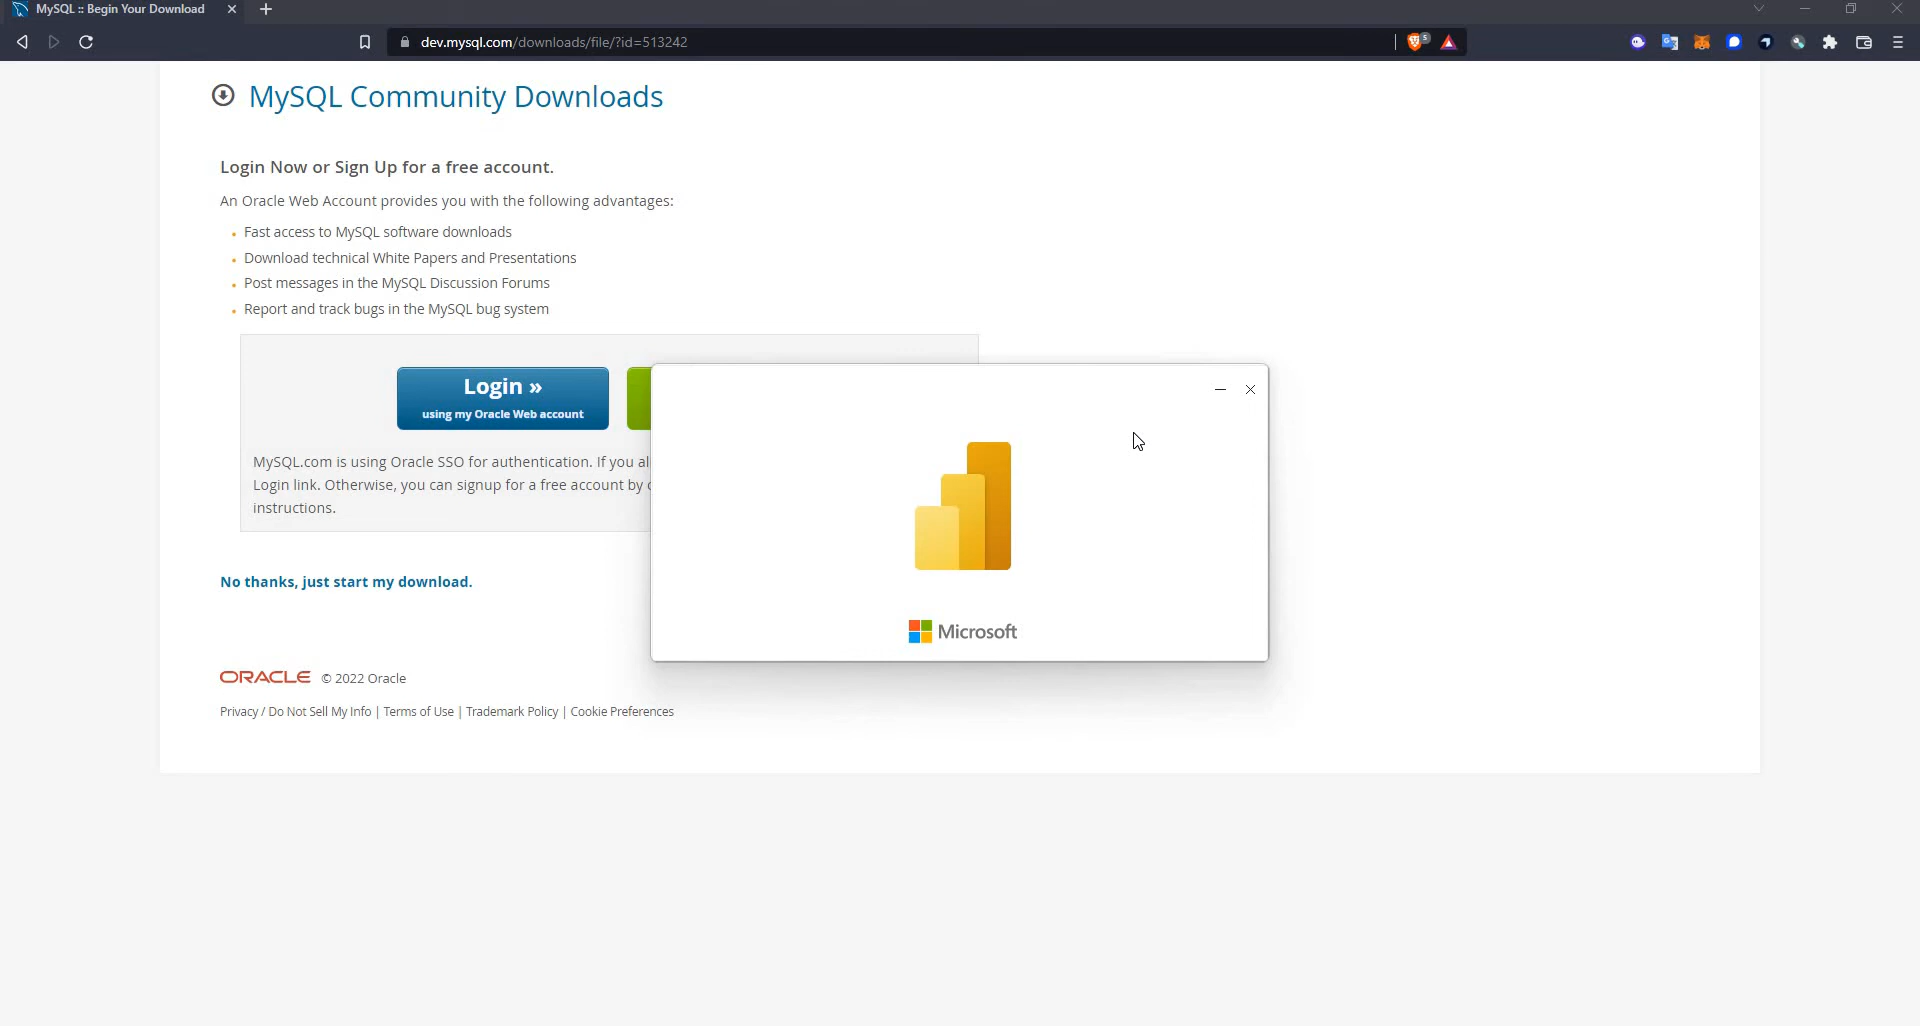 MySQL :: Begin Your Download
dev.mysql.com/downloads/file/?id=513242
5
MySQL Community Downloads
Login Now or Sign Up for a free account.
An Oracle Web Account provides you with the following advantages:
Fast access to MySQL software downloads
Download technical White Papers and Presentations
Post messages in the MySQL Discussion Forums
Report and track bugs in the MySQL bug system
Login »
using my Oracle Web account
MySQL.com is using Oracle SSO for authentication. If you al
Login link. Otherwise, you can signup for a free account by
instructions.
No thanks, just start my download.
Microsoft
ORACLE © 2022 Oracle
Privacy / Do Not Sell My Info | Terms of Use | Trademark Policy | Cookie Preferences